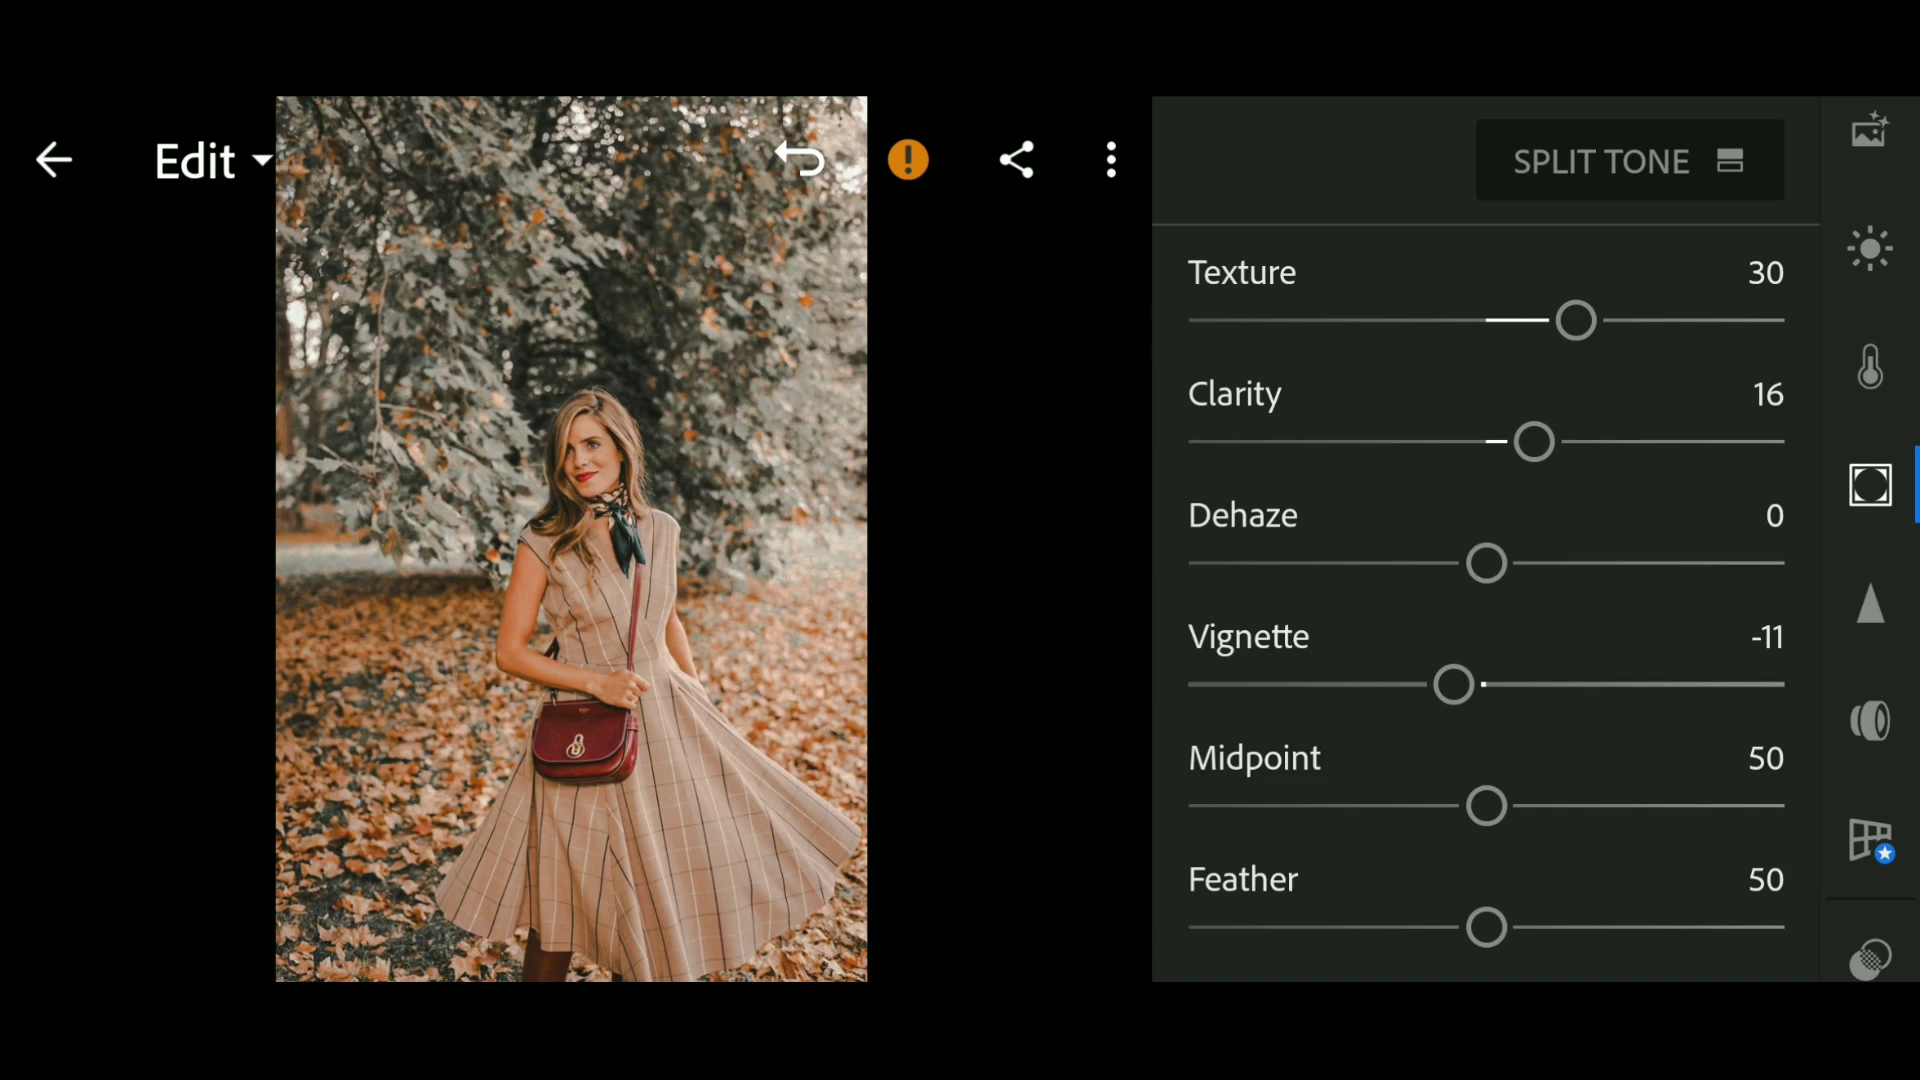 Edit
SPLIT TONE
Texture 30
Clarity 16
Dehaze 0
Vignette -11
Midpoint 50
Feather 50